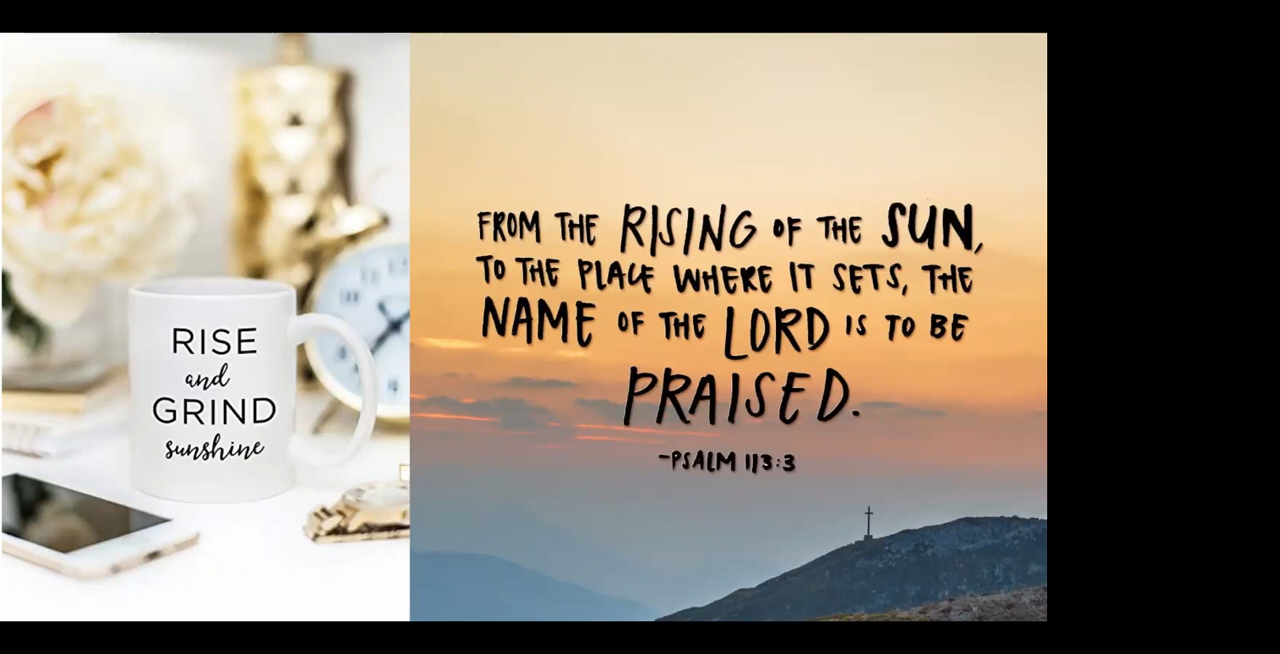 RISE
and
GRIND
sunshine
FROM THE RISING OF THE SUN,
TO THE PLACE WHERE IT SETS, THE
NAME OF THE LORD IS TO BE
PRAISED.
-PSALM 113:3